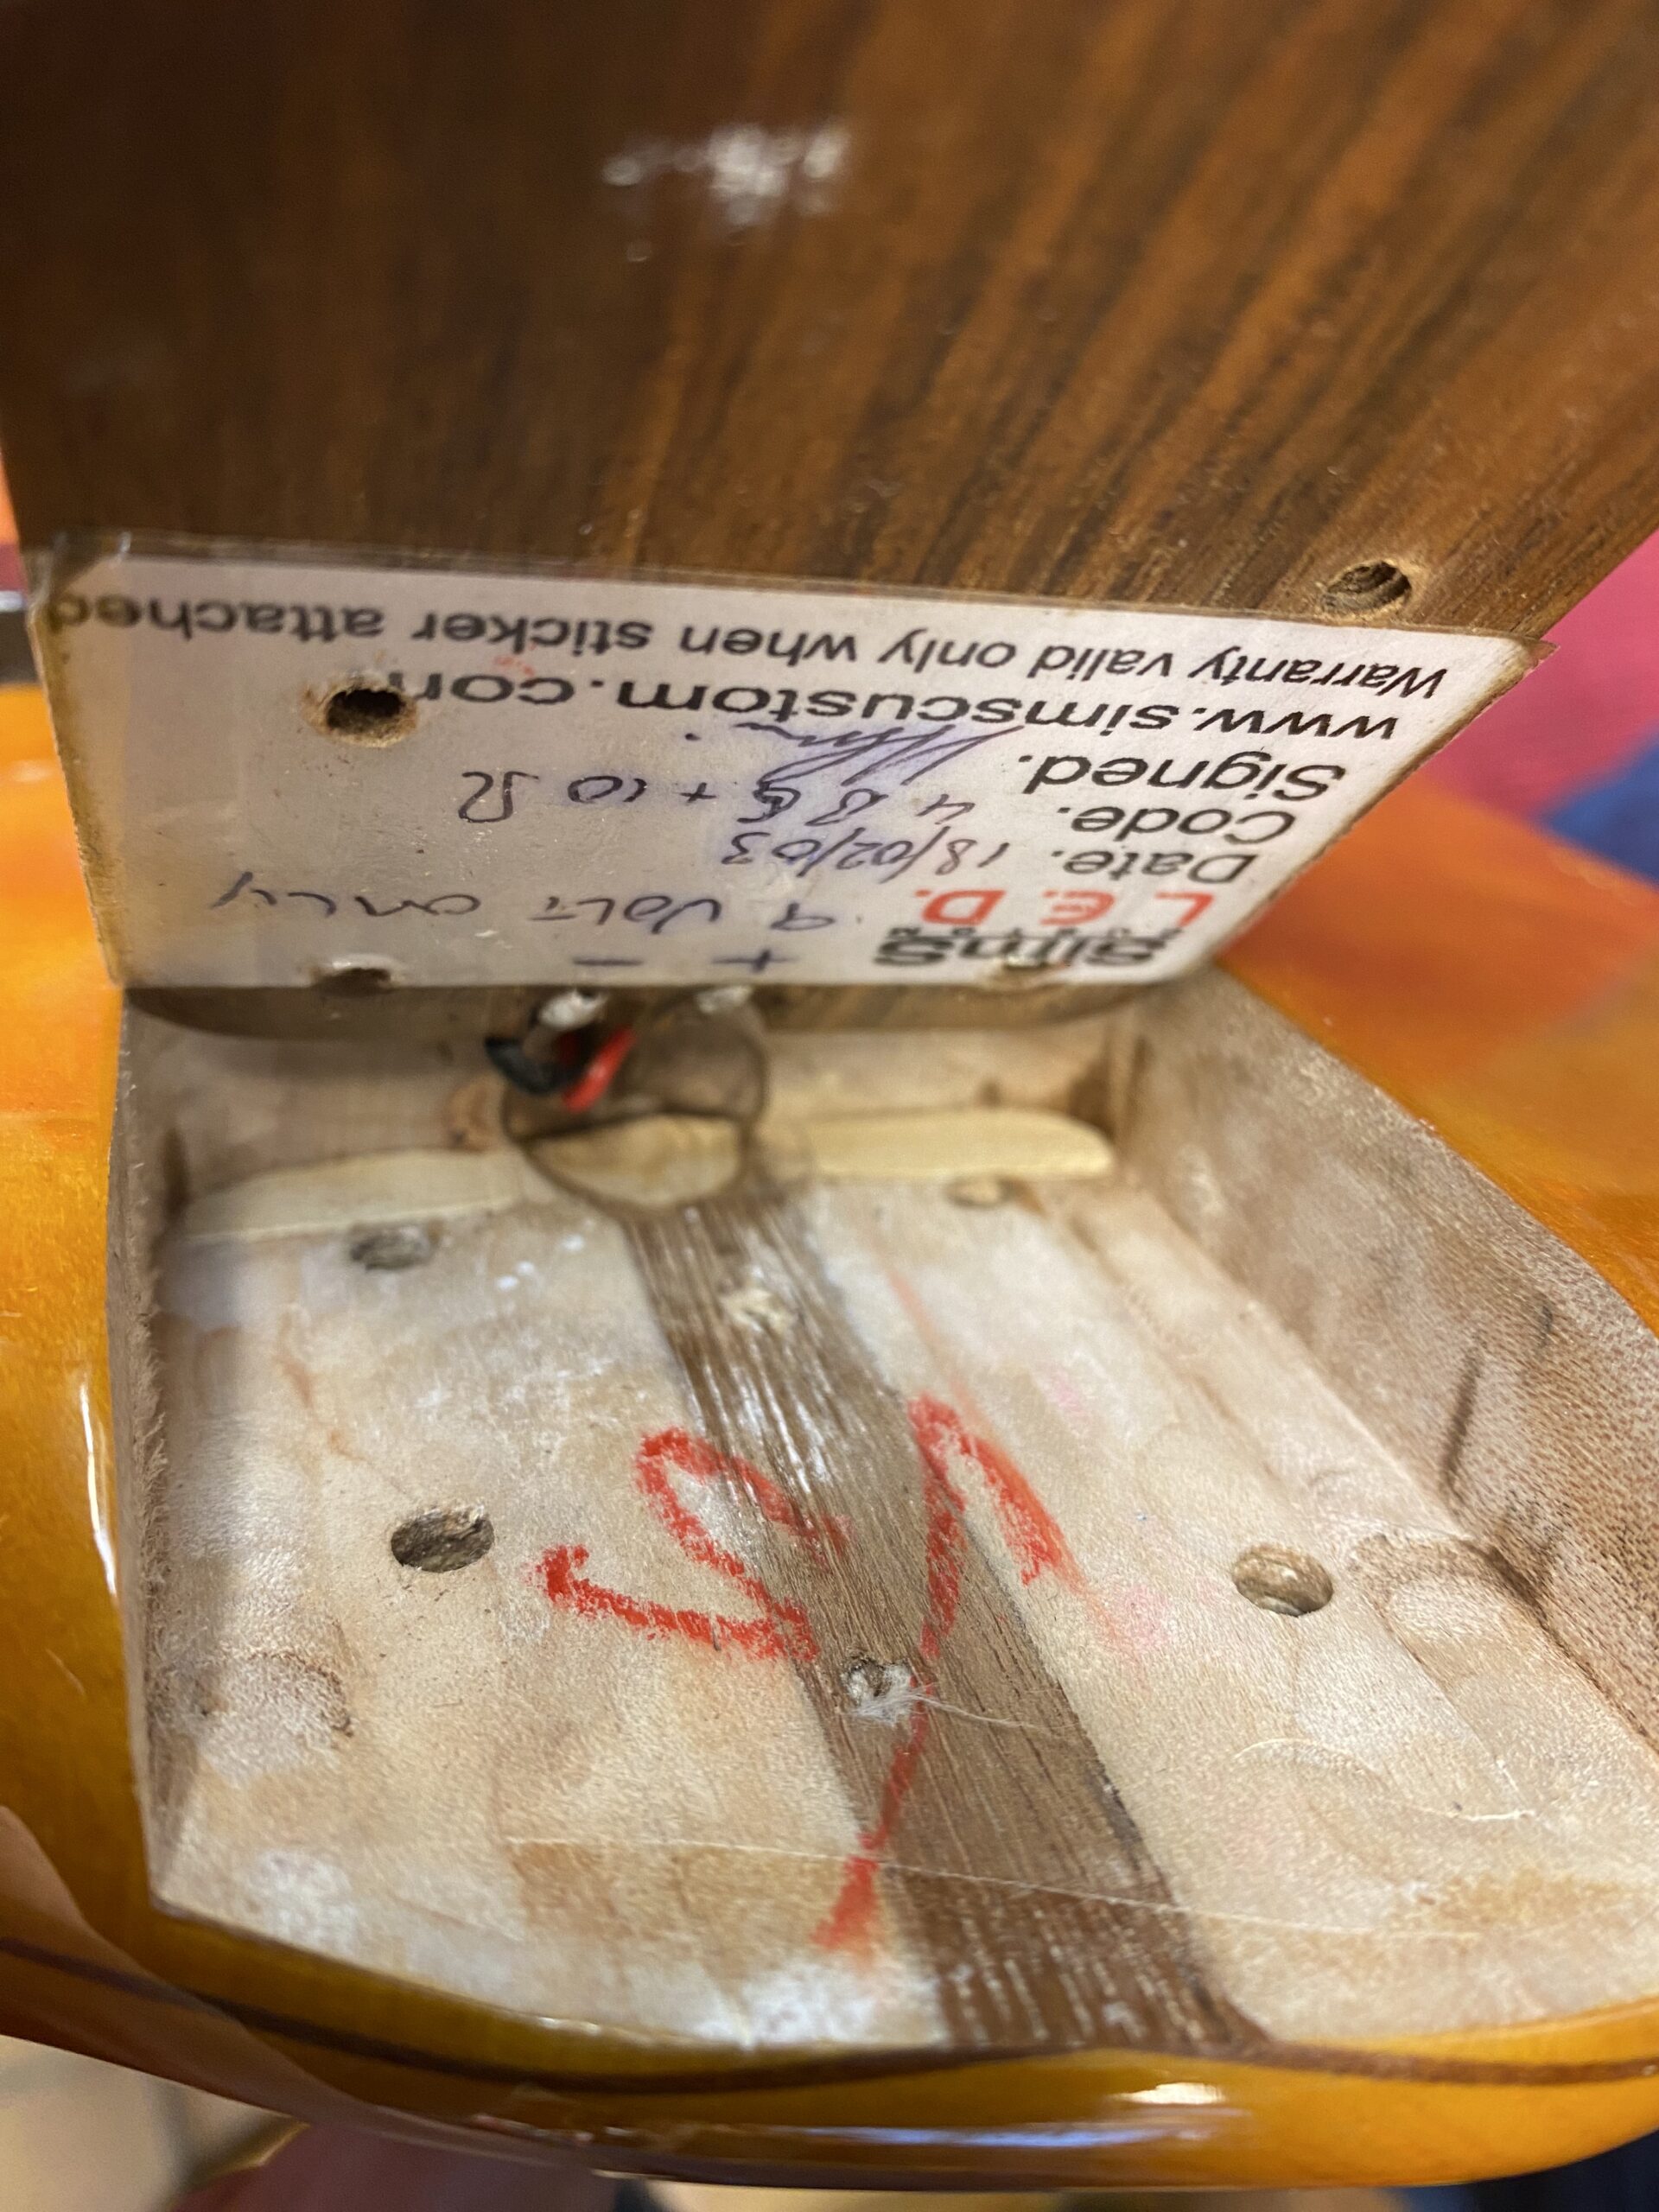 + -
sims
CUSTOM
L.E.D. 9 VOLT ONLY
Date. 18/02/03
Code. 4 B 5 + 10 Ω
Signed.
www.simscustom.com
Warranty valid only when sticker attached